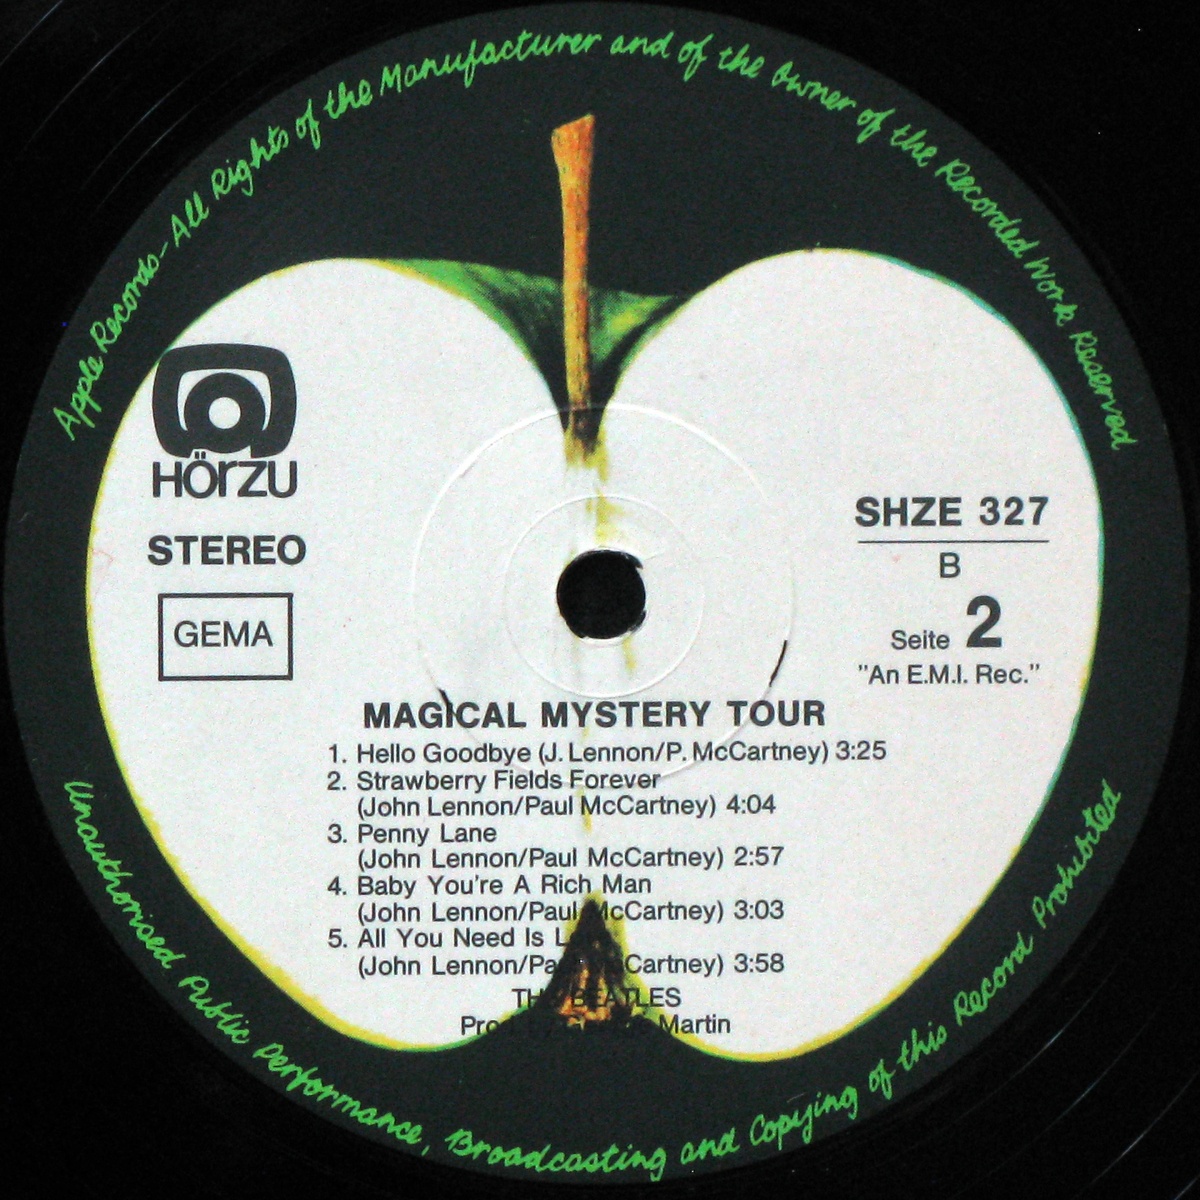 Apple Records - All Rights of the Manufacturer and of the Owner of the Recorded Work Reserved
HÖRZU
STEREO
GEMA
SHZE 327
B
Seite 2
"An E.M.I. Rec."
MAGICAL MYSTERY TOUR
1. Hello Goodbye (J. Lennon/P. McCartney) 3:25
2. Strawberry Fields Forever
(John Lennon/Paul McCartney) 4:04
3. Penny Lane
(John Lennon/Paul McCartney) 2:57
4. Baby You're A Rich Man
(John Lennon/Paul McCartney) 3:03
5. All You Need Is
(John Lennon/Paul McCartney) 3:58
THE BEATLES
Martin
Unauthorised Public Performance, Broadcasting and Copying of this Record Prohibited